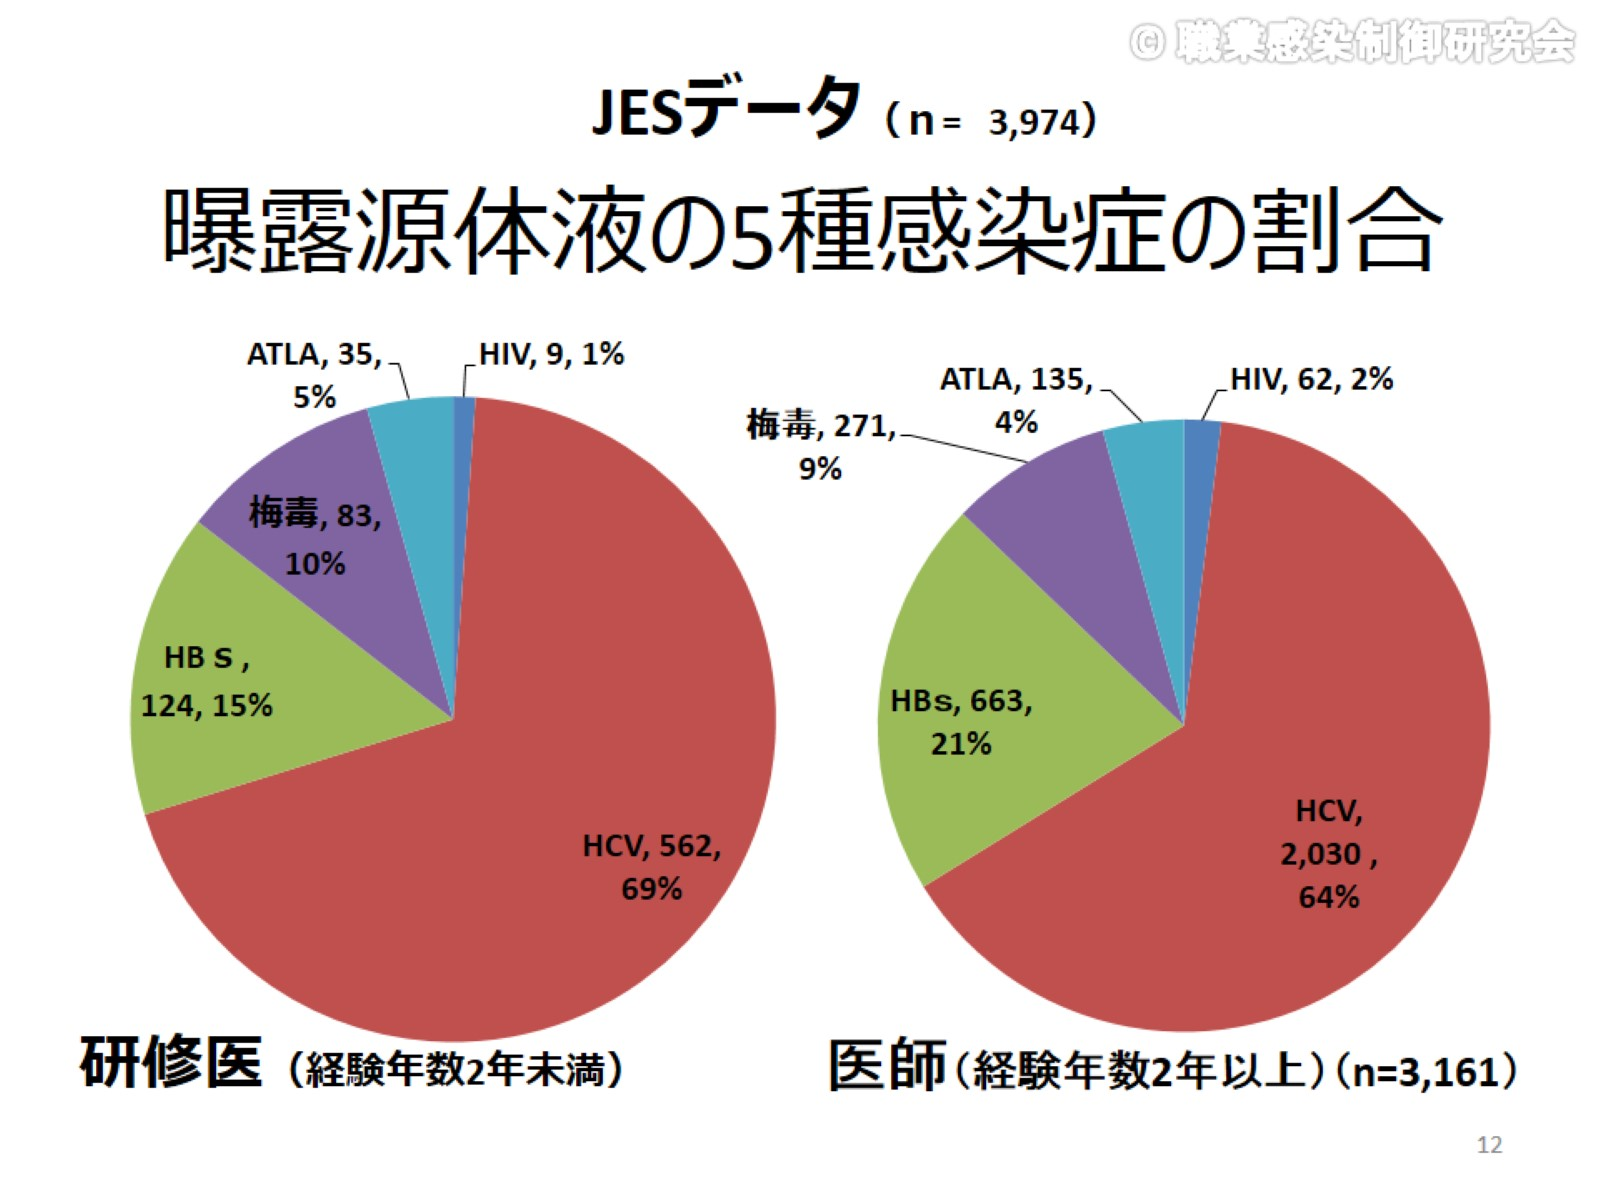 © 職業感染制御研究会
JESデータ（n= 3,974）
曝露源体液の5種感染症の割合
ATLA, 35,
5%
HIV, 9, 1%
梅毒, 83,
10%
HBｓ,
124, 15%
HCV, 562,
69%
研修医（経験年数2年未満）
ATLA, 135,
4%
HIV, 62, 2%
梅毒, 271,
9%
HBs, 663,
21%
HCV,
2,030 ,
64%
医師（経験年数2年以上）（n=3,161）
12